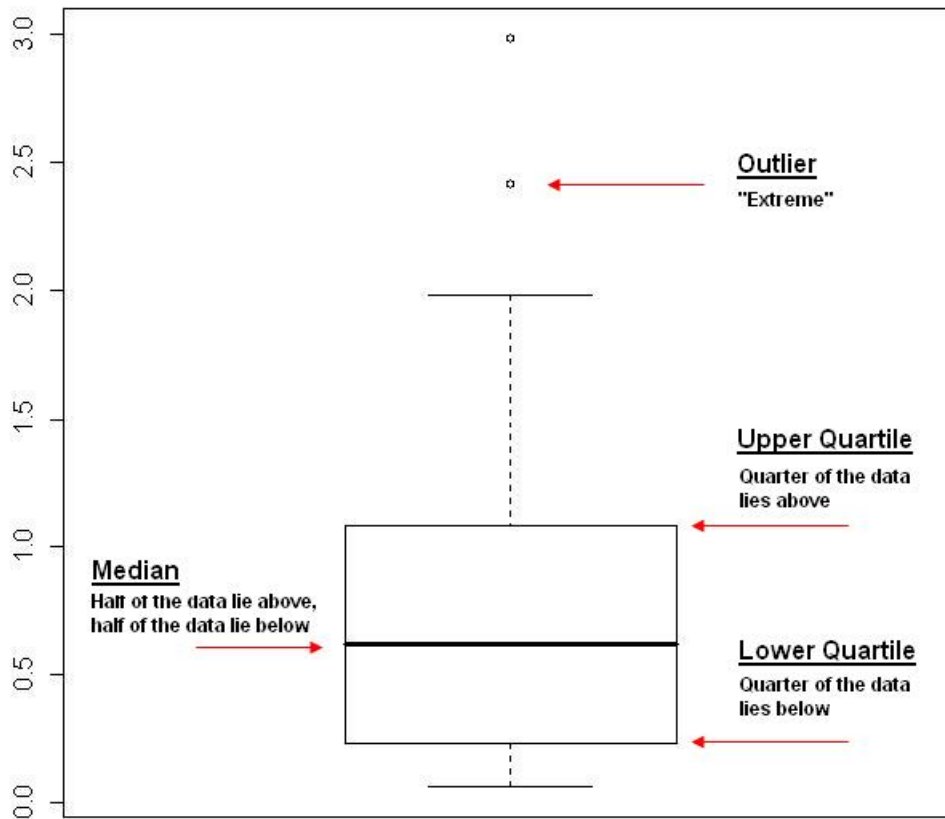 3.0
2.5
2.0
1.5
1.0
0.5
0.0
Outlier
"Extreme"
Upper Quartile
Quarter of the data
lies above
Median
Half of the data lie above,
half of the data lie below
Lower Quartile
Quarter of the data
lies below